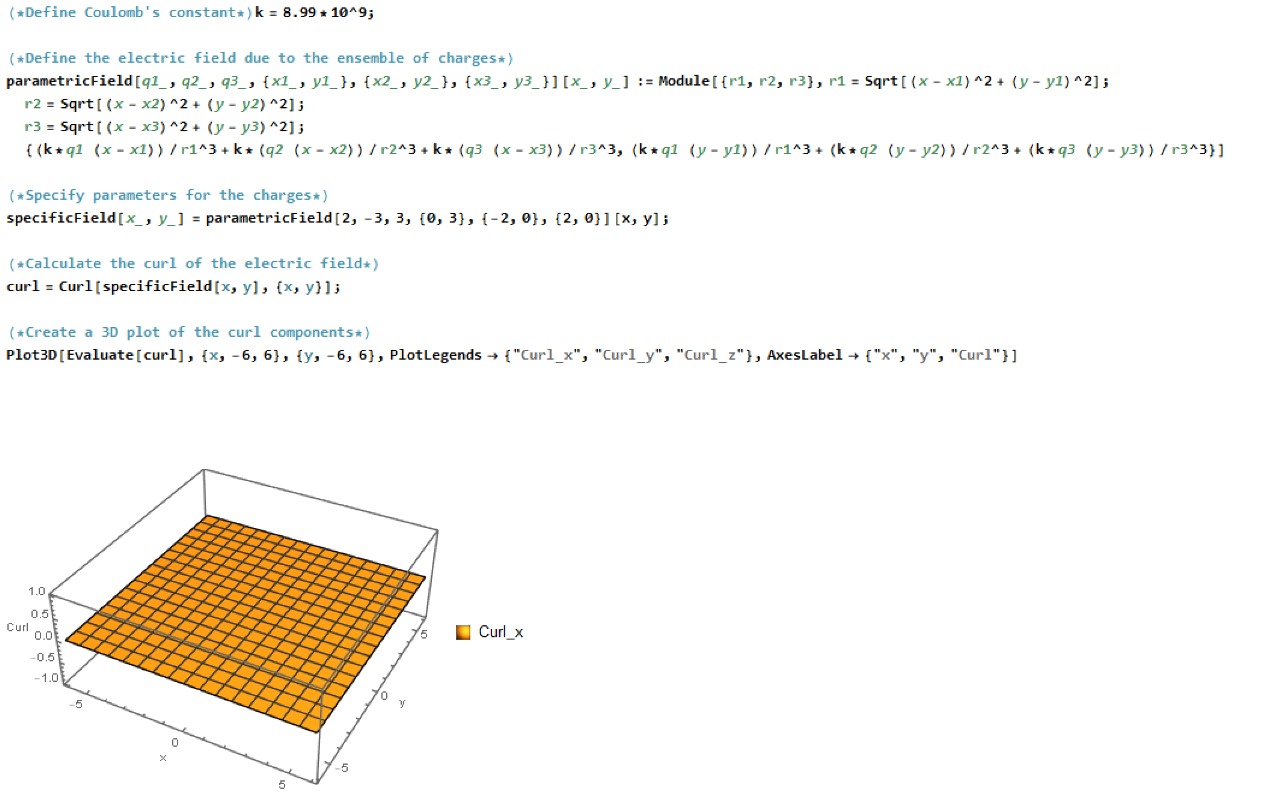 (*Define Coulomb's constant*)k = 8.99*10^9;
(*Define the electric field due to the ensemble of charges*)
parametricField[q1_, q2_, q3_, {x1_, y1_}, {x2_, y2_}, {x3_, y3_}][x_, y_] := Module[{r1, r2, r3}, r1 = Sqrt[(x - x1)^2 + (y - y1)^2];
r2 = Sqrt[(x - x2)^2 + (y - y2)^2];
r3 = Sqrt[(x - x3)^2 + (y - y3)^2];
{(k*q1 (x - x1))/r1^3 + k*(q2 (x - x2))/r2^3 + k*(q3 (x - x3))/r3^3, (k*q1 (y - y1))/r1^3 + (k*q2 (y - y2))/r2^3 + (k*q3 (y - y3))/r3^3}]
(*Specify parameters for the charges*)
specificField[x_, y_] = parametricField[2, -3, 3, {0, 3}, {-2, 0}, {2, 0}][x, y];
(*Calculate the curl of the electric field*)
curl = Curl[specificField[x, y], {x, y}];
(*Create a 3D plot of the curl components*)
Plot3D[Evaluate[curl], {x, -6, 6}, {y, -6, 6}, PlotLegends → {"Curl_x", "Curl_y", "Curl_z"}, AxesLabel → {"x", "y", "Curl"}]
1.0
0.5
Curl
0.0
-0.5
-1.0
-5
0
x
5
-5
0
y
5
Curl_x